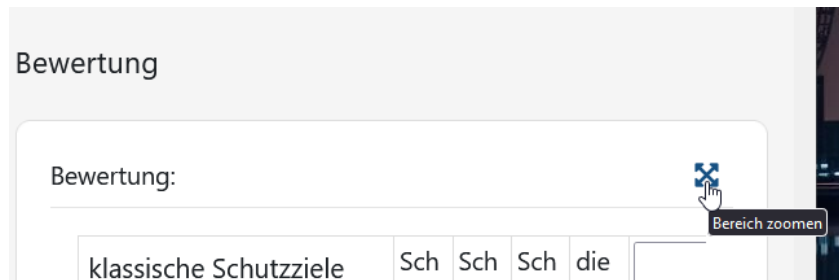 Bewertung
Bewertung:
Bereich zoomen
klassische Schutzziele Sch Sch Sch die